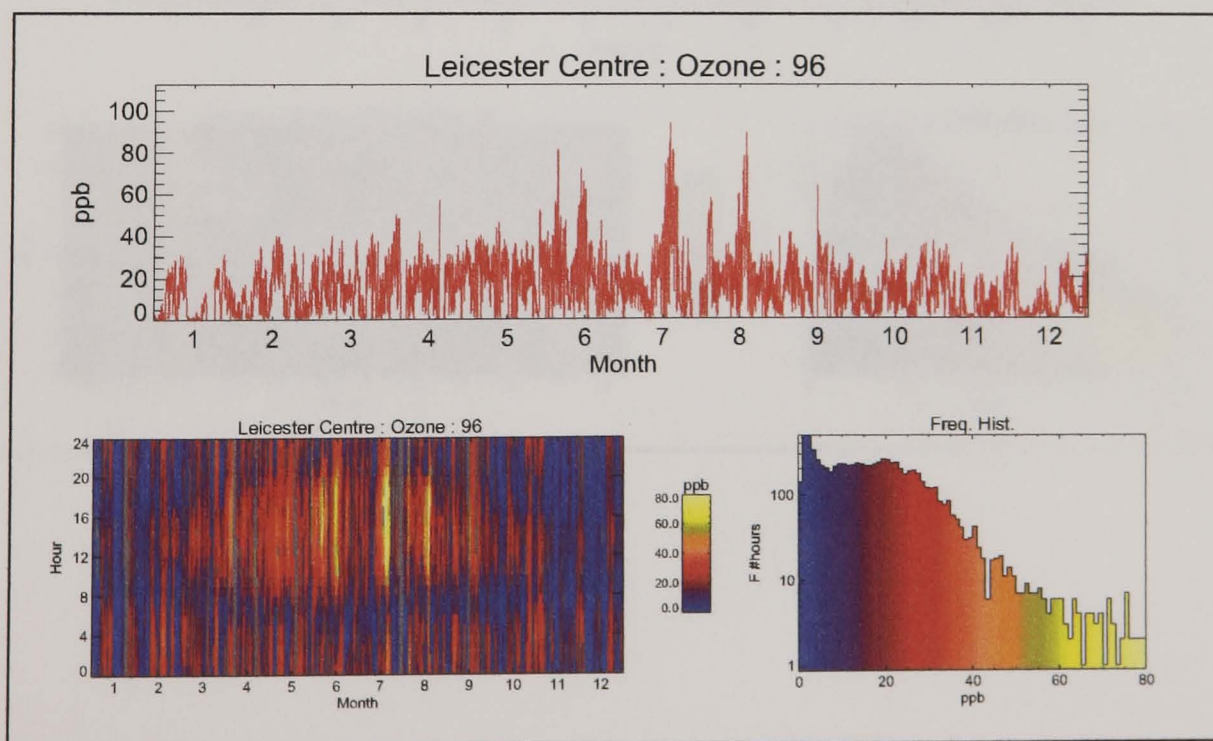 Leicester Centre : Ozone : 96
100
80
60
40
20
0
ppb
1 2 3 4 5 6 7 8 9 10 11 12
Month
Leicester Centre : Ozone : 96
24
20
16
12
8
4
0
Hour
1 2 3 4 5 6 7 8 9 10 11 12
Month
ppb
80.0
60.0
40.0
20.0
0.0
Freq. Hist.
100
10
1
F #hours
0 20 40 60 80
ppb